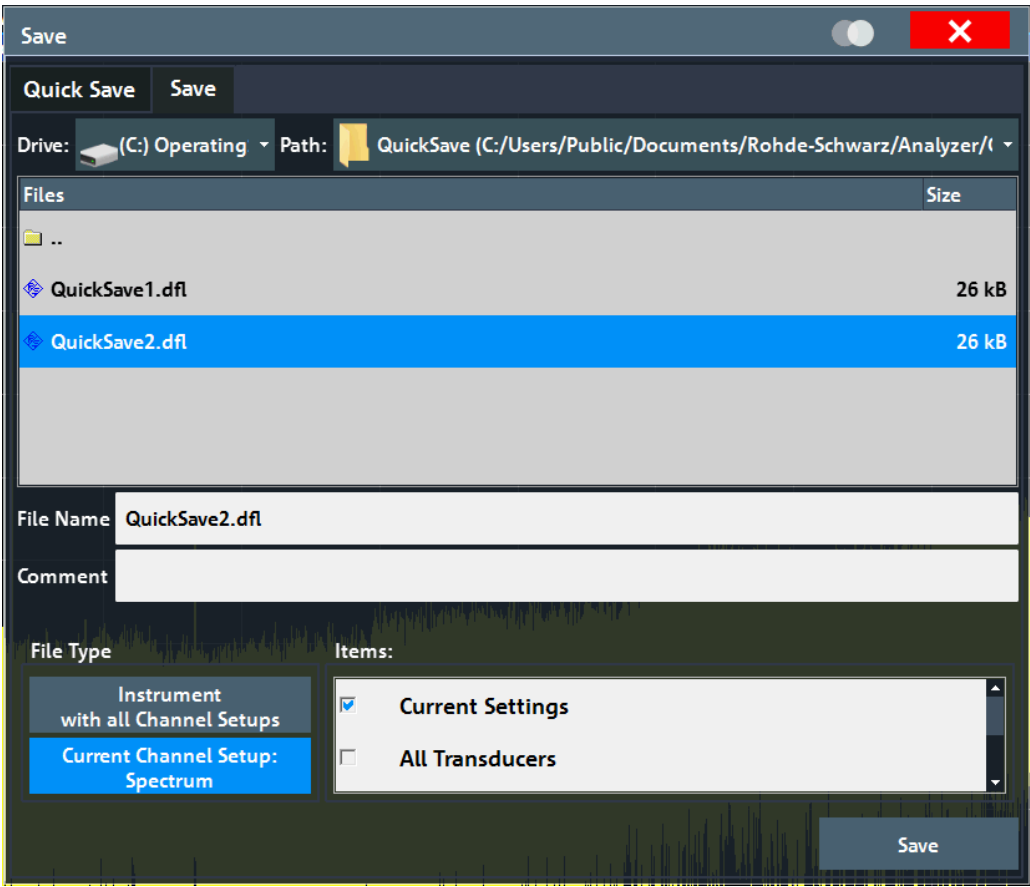 Save
Quick Save Save
Drive: (C:) Operating Path: QuickSave (C:/Users/Public/Documents/Rohde-Schwarz/Analyzer/(
Files Size
..
QuickSave1.dfl 26 kB
QuickSave2.dfl 26 kB
File Name QuickSave2.dfl
Comment
File Type Items:
Instrument
with all Channel Setups
Current Channel Setup:
Spectrum
Current Settings
All Transducers
Save